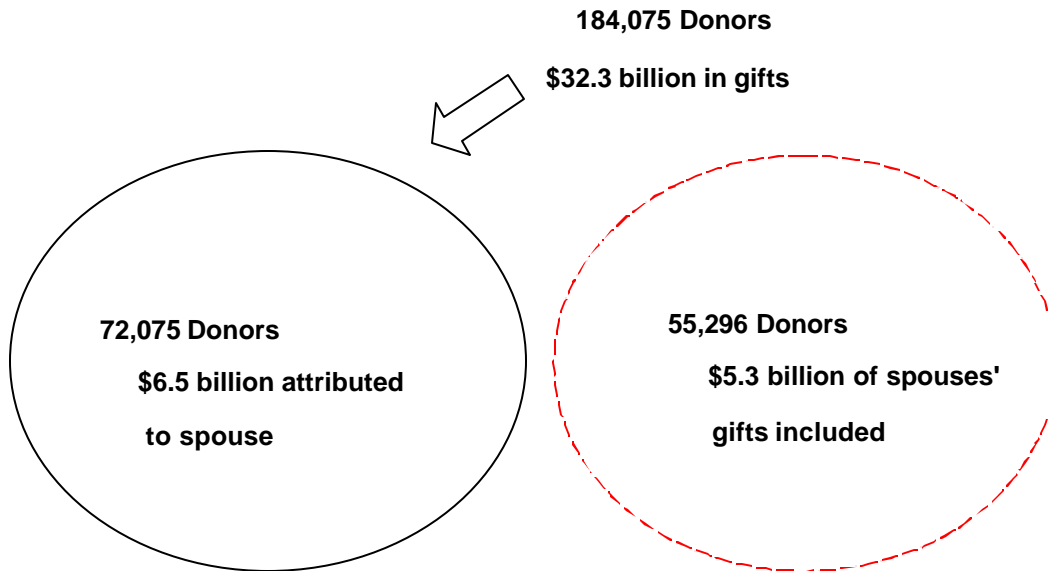 184,075 Donors
$32.3 billion in gifts
72,075 Donors
$6.5 billion attributed
to spouse
55,296 Donors
$5.3 billion of spouses'
gifts included